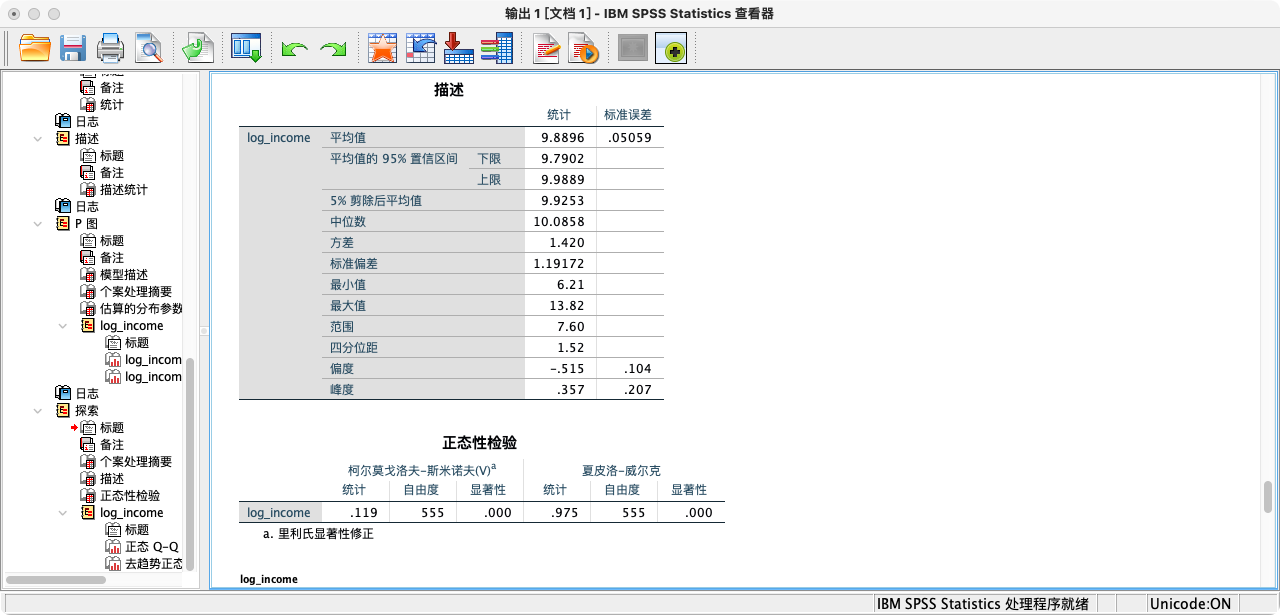 输出 1 [文档 1] - IBM SPSS Statistics 查看器
标题
备注
统计
日志
描述
标题
备注
描述统计
日志
P 图
标题
备注
模型描述
个案处理摘要
估算的分布参数
log_income
标题
log_incom
log_incom
日志
探索
标题
备注
个案处理摘要
描述
正态性检验
log_income
标题
正态 Q-Q
去趋势正态
描述
统计 标准误差
log_income 平均值 9.8896 .05059
平均值的 95% 置信区间 下限 9.7902
上限 9.9889
5% 剪除后平均值 9.9253
中位数 10.0858
方差 1.420
标准偏差 1.19172
最小值 6.21
最大值 13.82
范围 7.60
四分位距 1.52
偏度 -.515 .104
峰度 .357 .207
正态性检验
柯尔莫戈洛夫-斯米诺夫(V)a 夏皮洛-威尔克
统计 自由度 显著性 统计 自由度 显著性
log_income .119 555 .000 .975 555 .000
a. 里利氏显著性修正
log_income
IBM SPSS Statistics 处理程序就绪 Unicode:ON